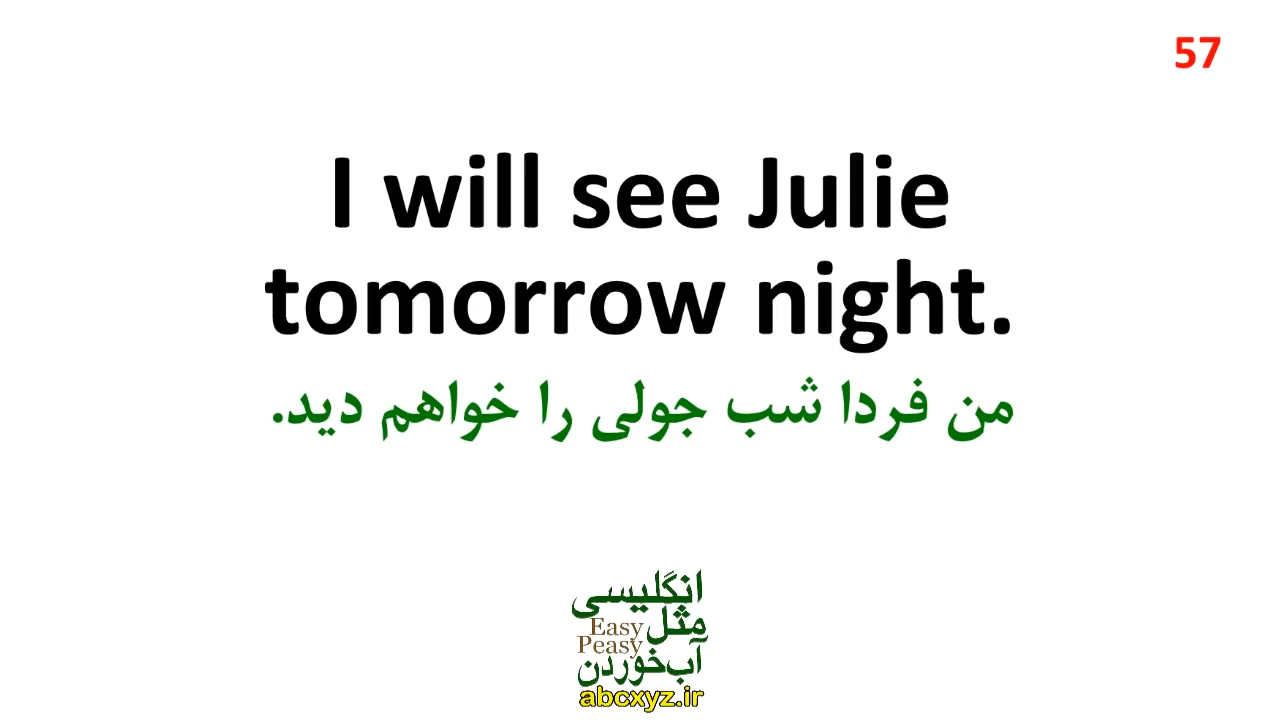 57
I will see Julie
tomorrow night.
من فردا شب جولی را خواهم دید.
انگلیسی
مثل
Easy
Peasy
آب‌خوردن
abcxyz.ir